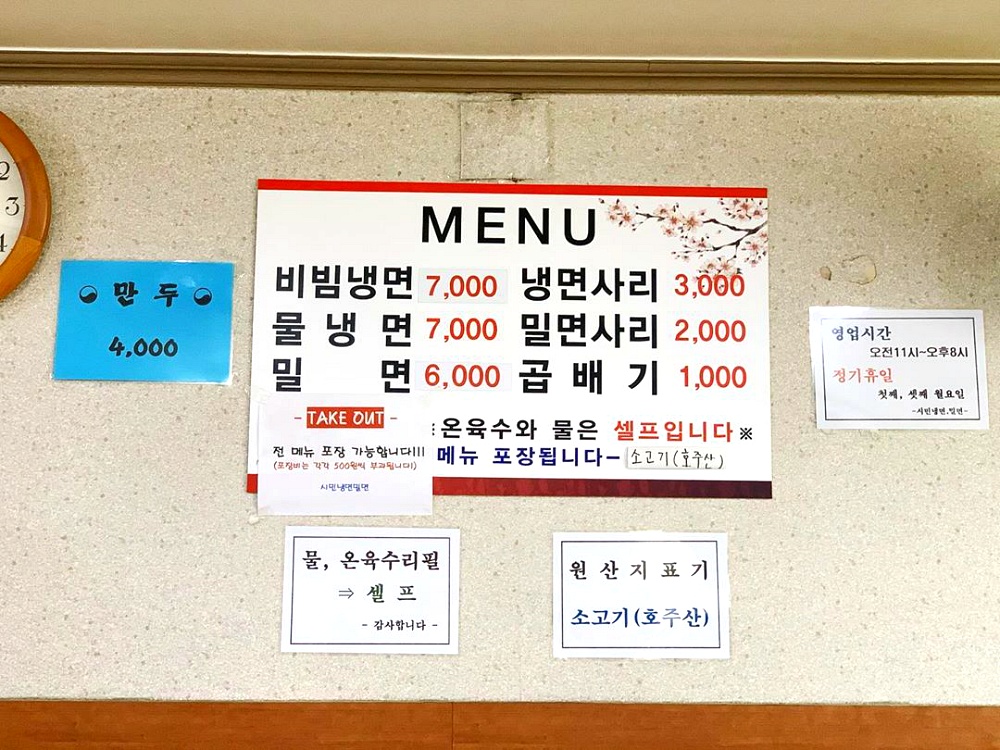 2
3
4
만 두
4,000
MENU
비빔냉면 7,000 냉면사리 3,000
물 냉 면 7,000 밀면사리 2,000
밀 면 6,000 곱 배 기 1,000
온육수와 물은 셀프입니다※
메뉴 포장됩니다- 소고기(호주산)
- TAKE OUT -
전 메뉴 포장 가능합니다!!!
(포장비는 각각 500원씩 부과됩니다!)
시민냉면밀면
영업시간
오전11시~오후8시
정기휴일
첫째, 셋째 월요일
-시민냉면.밀면-
물, 온육수리필
⇒ 셀 프
- 감사합니다 -
원 산 지 표 기
소고기(호주산)